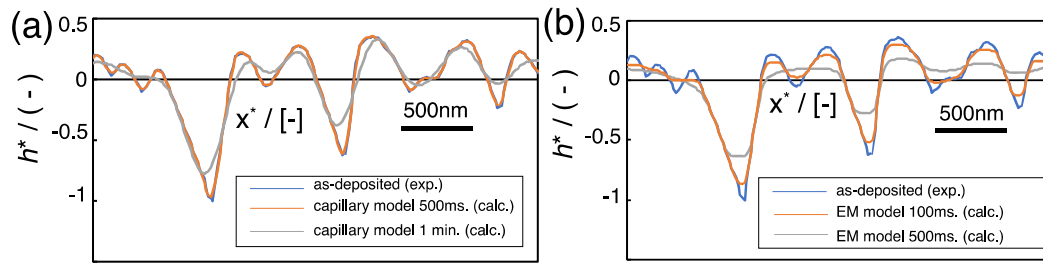 (a)
0.5
0
-0.5
-1
h* / ( - )
x* / [-]
500nm
as-deposited (exp.)
capillary model 500ms. (calc.)
capillary model 1 min. (calc.)
(b)
0.5
0
-0.5
-1
h* / ( - )
x* / [-]
500nm
as-deposited (exp.)
EM model 100ms. (calc.)
EM model 500ms. (calc.)